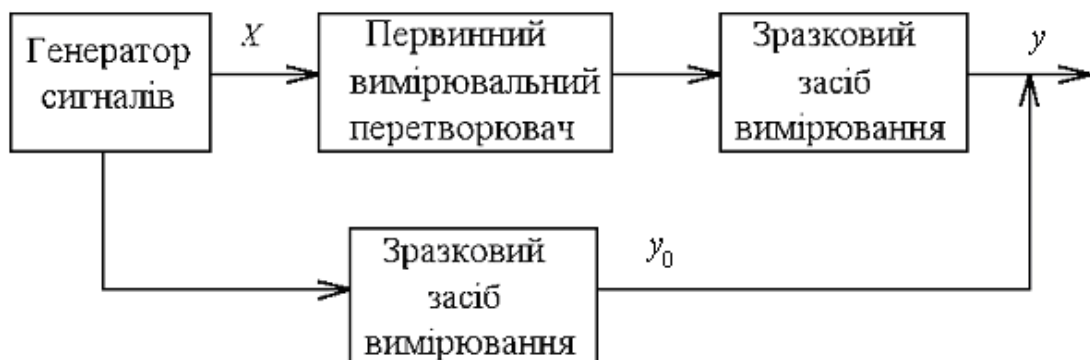 Генератор
сигналів
X
Первинний
вимірювальний
перетворювач
Зразковий
засіб
вимірювання
y
Зразковий
засіб
вимірювання
y₀